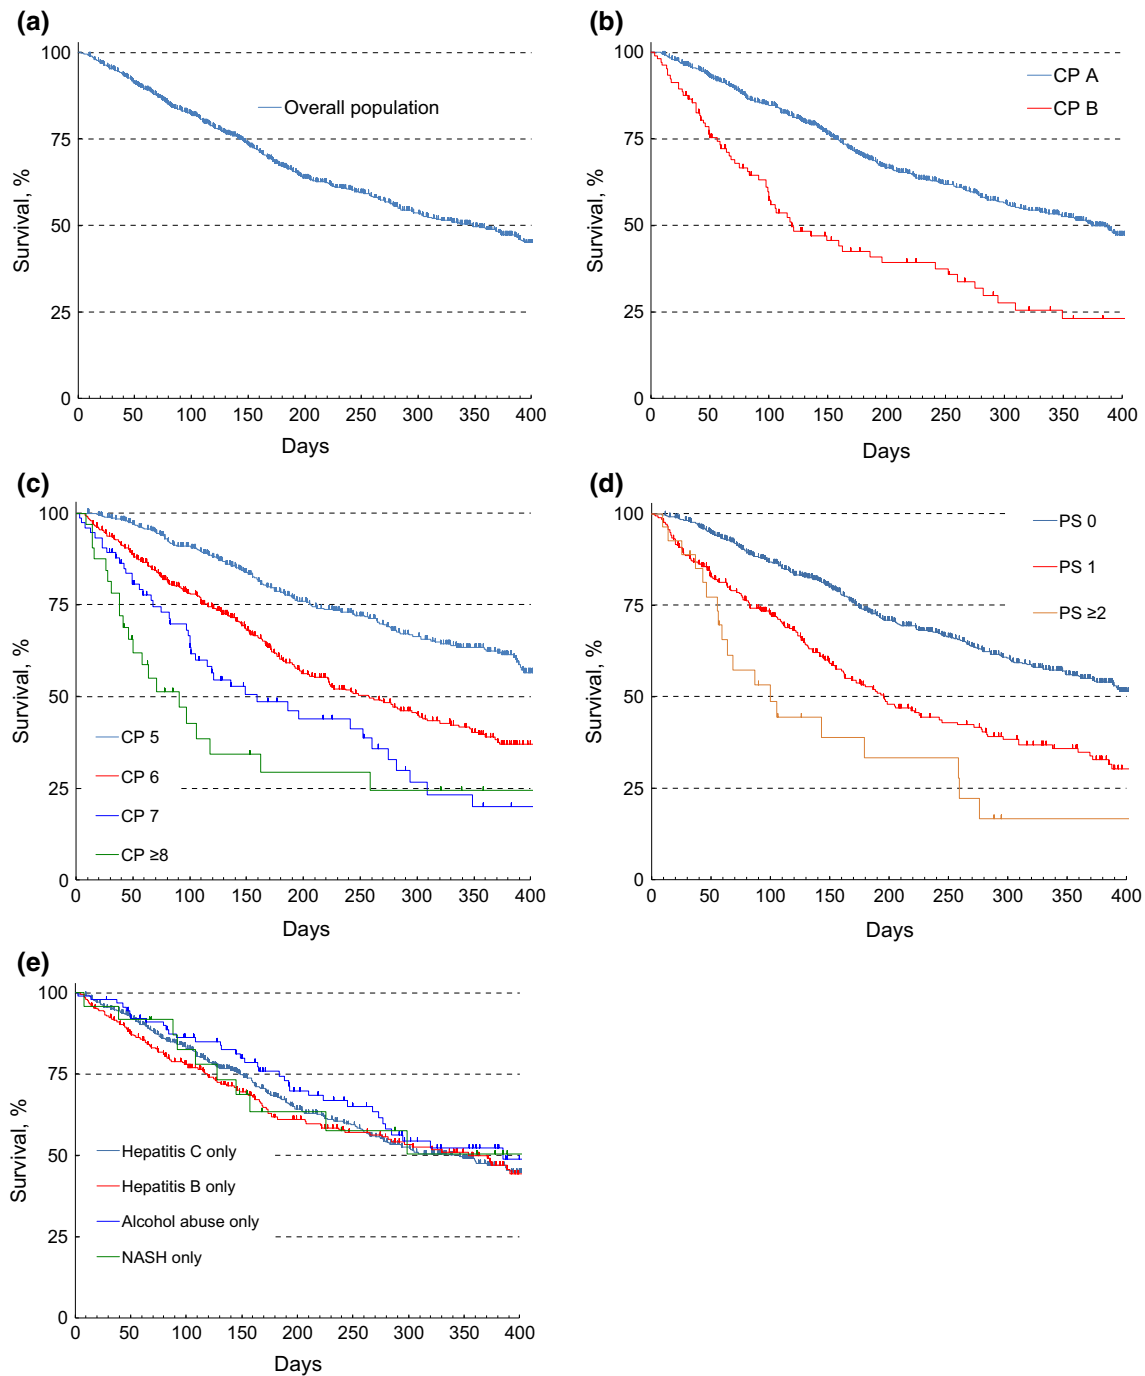 (a)
100
75
50
25
0
Survival, %
Overall population
0 50 100 150 200 250 300 350 400
Days
(b)
100
75
50
25
0
Survival, %
CP A
CP B
0 50 100 150 200 250 300 350 400
Days
(c)
100
75
50
25
0
Survival, %
CP 5
CP 6
CP 7
CP ≥8
0 50 100 150 200 250 300 350 400
Days
(d)
100
75
50
25
0
Survival, %
PS 0
PS 1
PS ≥2
0 50 100 150 200 250 300 350 400
Days
(e)
100
75
50
25
0
Survival, %
Hepatitis C only
Hepatitis B only
Alcohol abuse only
NASH only
0 50 100 150 200 250 300 350 400
Days